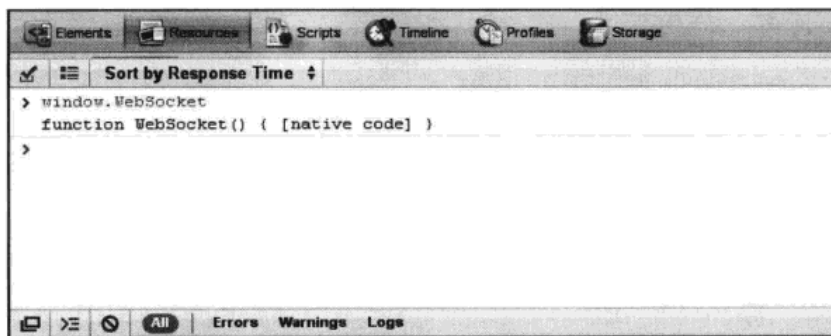 Elements Resources Scripts Timeline Profiles Storage
Sort by Response Time
> window.WebSocket
function WebSocket() { [native code] }
>
All Errors Warnings Logs